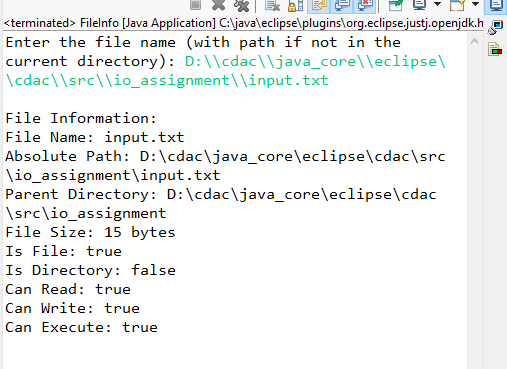 <terminated> FileInfo [Java Application] C:\java\eclipse\plugins\org.eclipse.justj.openjdk.h
Enter the file name (with path if not in the
current directory): D:\\cdac\\java_core\\eclipse\
\cdac\\src\\io_assignment\\input.txt
File Information:
File Name: input.txt
Absolute Path: D:\cdac\java_core\eclipse\cdac\src
\io_assignment\input.txt
Parent Directory: D:\cdac\java_core\eclipse\cdac
\src\io_assignment
File Size: 15 bytes
Is File: true
Is Directory: false
Can Read: true
Can Write: true
Can Execute: true